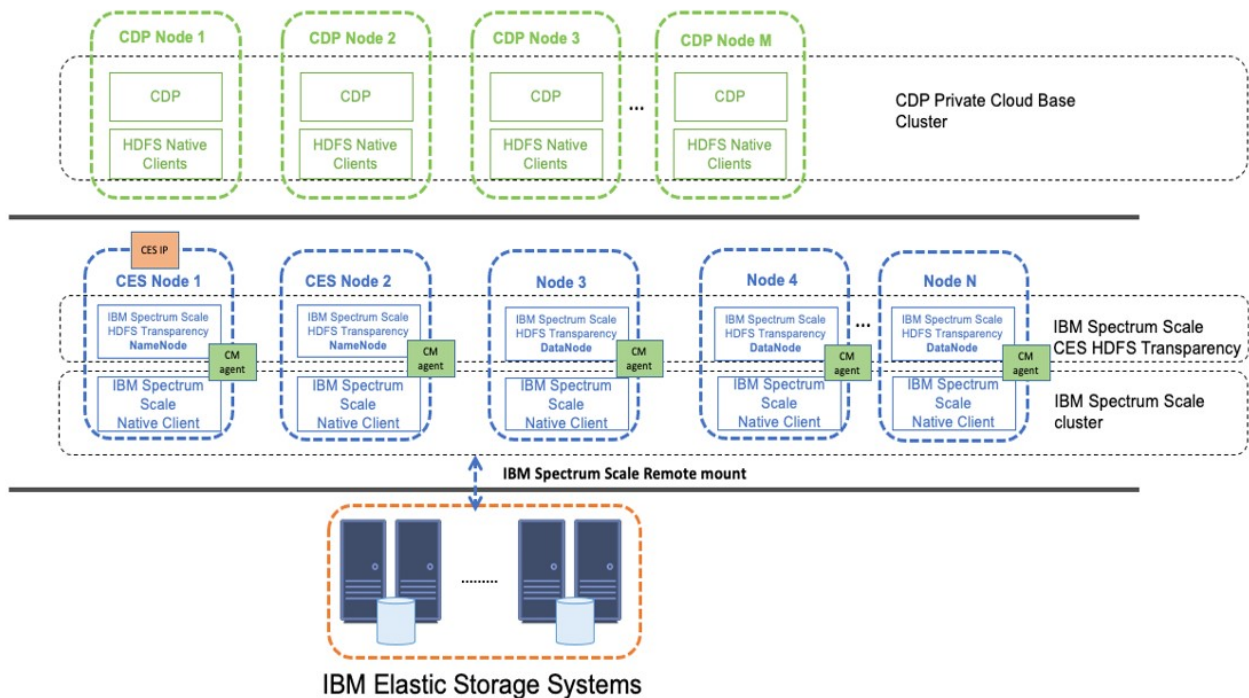 CDP Node 1
CDP Node 2
CDP Node 3
CDP Node M
CDP
CDP
CDP
...
CDP
CDP Private Cloud Base
Cluster
HDFS Native
Clients
HDFS Native
Clients
HDFS Native
Clients
HDFS Native
Clients
CES IP
CES Node 1
CES Node 2
Node 3
Node 4
Node N
IBM Spectrum Scale
HDFS Transparency
NameNode
IBM Spectrum Scale
HDFS Transparency
NameNode
IBM Spectrum Scale
HDFS Transparency
DataNode
IBM Spectrum Scale
HDFS Transparency
DataNode
...
IBM Spectrum Scale
HDFS Transparency
DataNode
IBM Spectrum Scale
CES HDFS Transparency
CM
agent
CM
agent
CM
agent
CM
agent
CM
agent
IBM Spectrum
Scale
Native Client
IBM Spectrum
Scale
Native Client
IBM Spectrum
Scale
Native Client
IBM Spectrum
Scale
Native Client
IBM Spectrum
Scale
Native Client
IBM Spectrum Scale
cluster
IBM Spectrum Scale Remote mount
.........
IBM Elastic Storage Systems